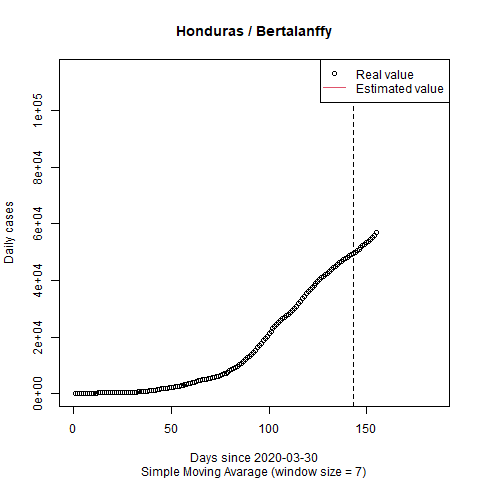 Honduras / Bertalanffy
Real value
Estimated value
Daily cases
0e+00
2e+04
4e+04
6e+04
8e+04
1e+05
0
50
100
150
Days since 2020-03-30
Simple Moving Avarage (window size = 7)